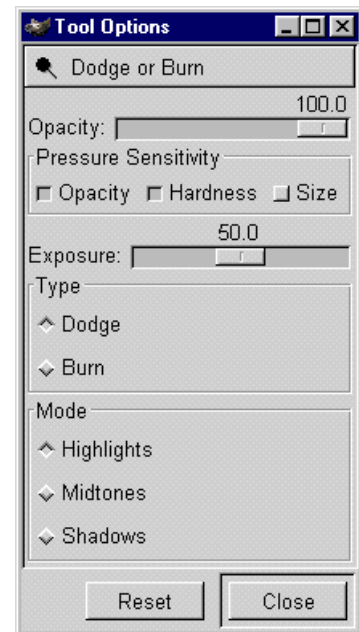 Tool Options
Dodge or Burn
100.0
Opacity:
Pressure Sensitivity
Opacity Hardness Size
50.0
Exposure:
Type
Dodge
Burn
Mode
Highlights
Midtones
Shadows
Reset Close